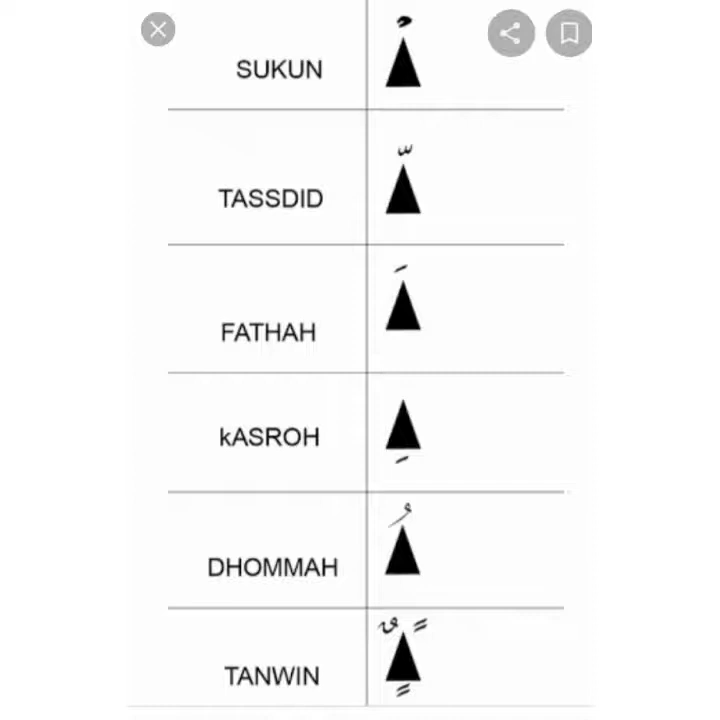 SUKUN
TASSDID
FATHAH
kASROH
DHOMMAH
TANWIN